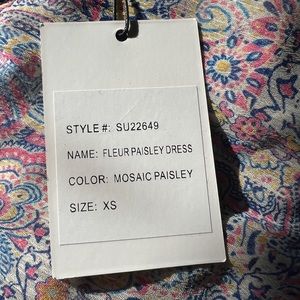 STYLE #: SU22649
NAME: FLEUR PAISLEY DRESS
COLOR: MOSAIC PAISLEY
SIZE: XS